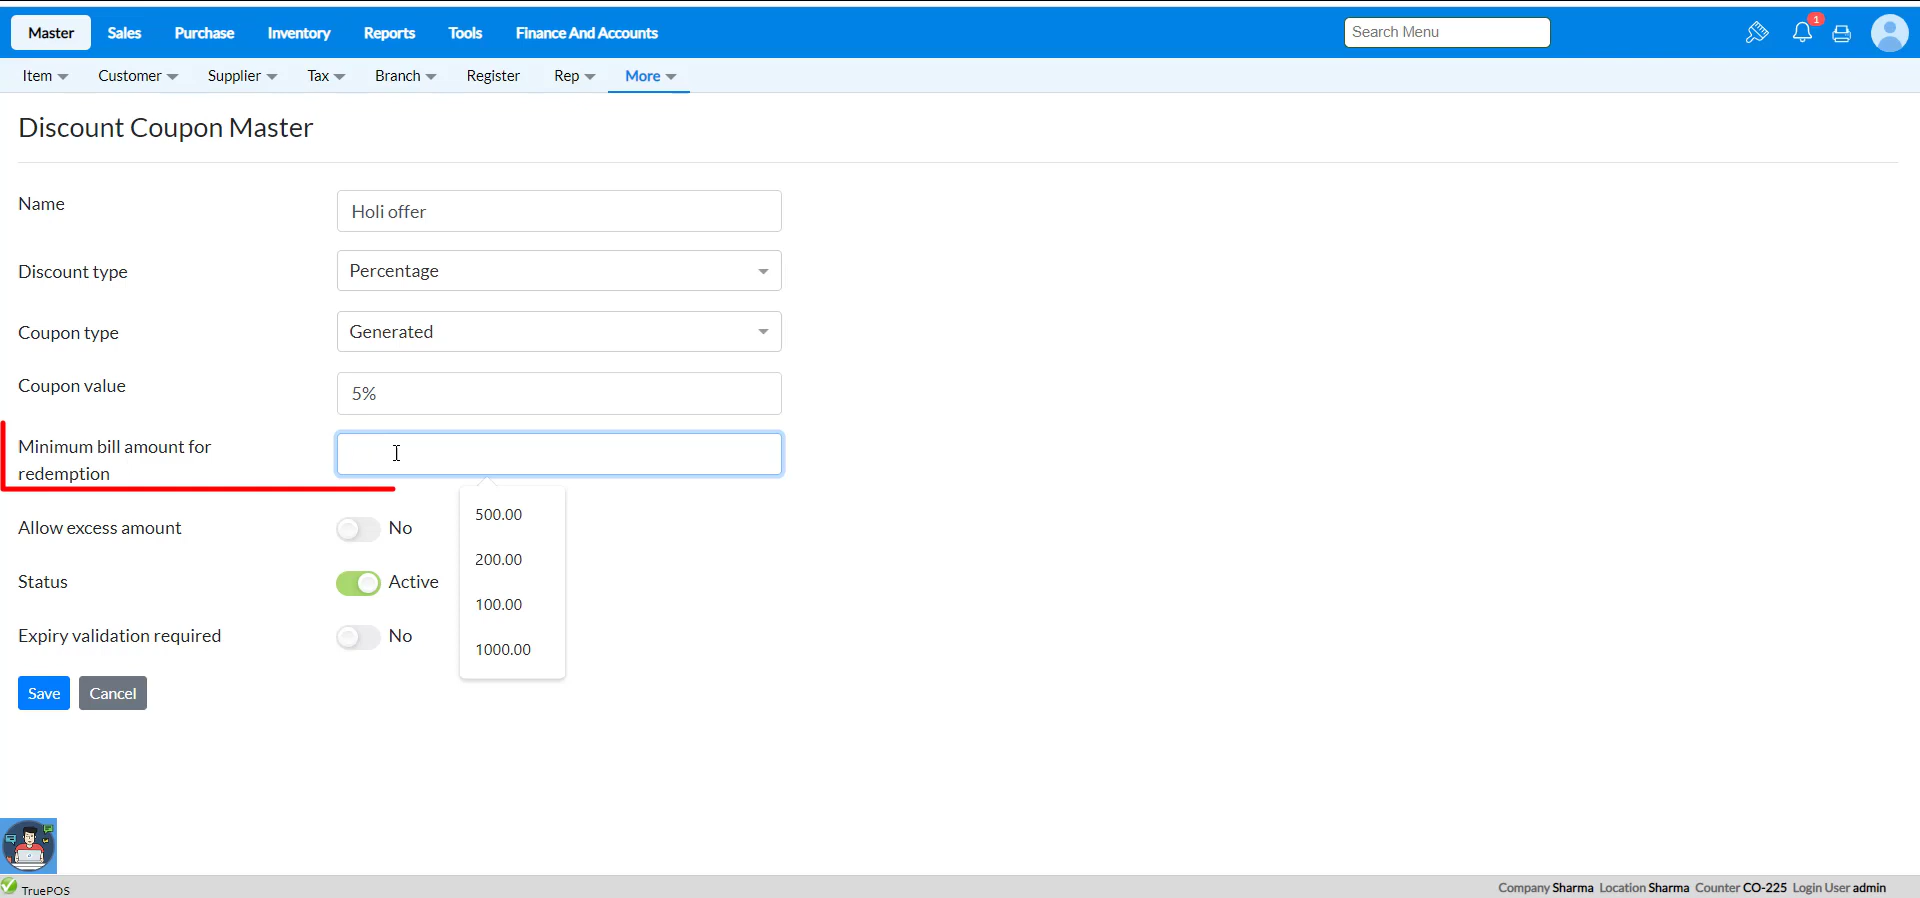 Master Sales Purchase Inventory Reports Tools Finance And Accounts Search Menu 1
Item Customer Supplier Tax Branch Register Rep More
Discount Coupon Master
Name Holi offer
Discount type Percentage
Coupon type Generated
Coupon value 5%
Minimum bill amount for
redemption
500.00
Allow excess amount No
200.00
Status Active
100.00
Expiry validation required No
1000.00
Save Cancel
TruePOS Company Sharma Location Sharma Counter CO-225 Login User admin